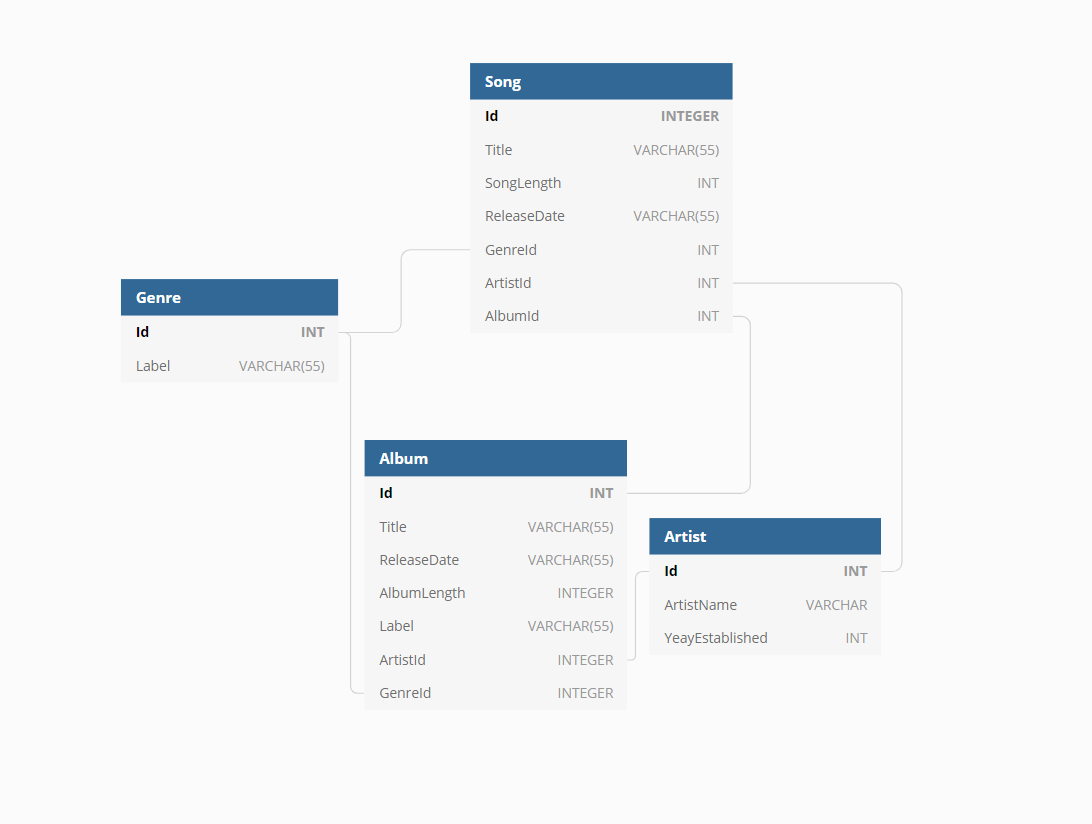 Song
Id INTEGER
Title VARCHAR(55)
SongLength INT
ReleaseDate VARCHAR(55)
GenreId INT
ArtistId INT
AlbumId INT
Genre
Id INT
Label VARCHAR(55)
Album
Id INT
Title VARCHAR(55)
ReleaseDate VARCHAR(55)
AlbumLength INTEGER
Label VARCHAR(55)
ArtistId INTEGER
GenreId INTEGER
Artist
Id INT
ArtistName VARCHAR
YeayEstablished INT